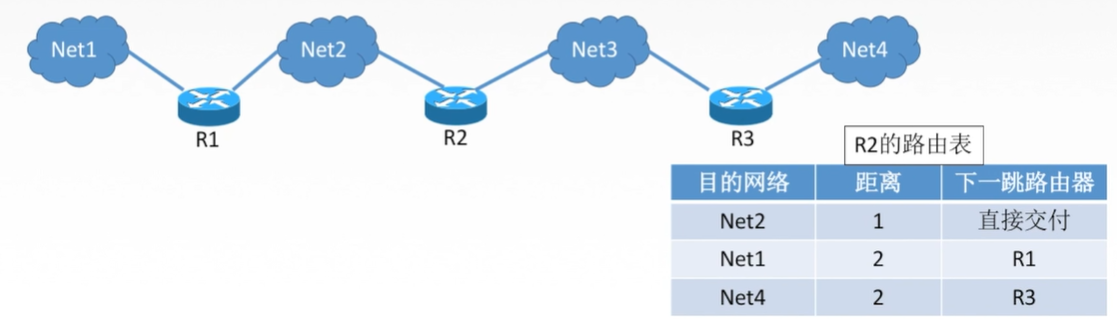 Net1 Net2 Net3 Net4
R1 R2 R3
R2的路由表
目的网络 距离 下一跳路由器
Net2 1 直接交付
Net1 2 R1
Net4 2 R3